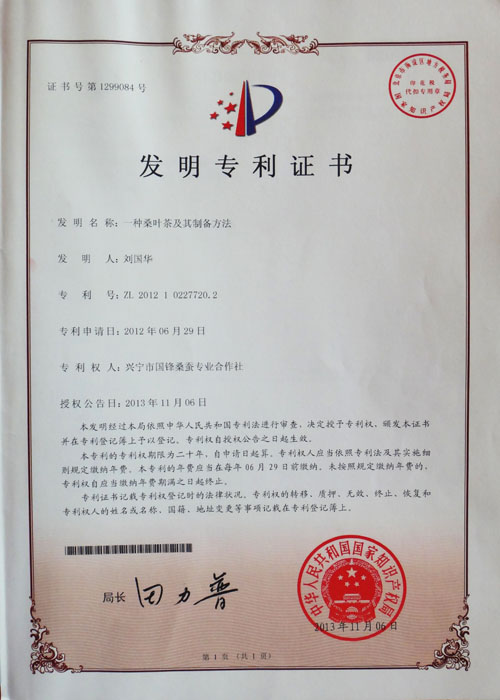 证书号第1299084号
印花税
代扣专用章
发明专利证书
发明名称:一种桑叶茶及其制备方法
发明人:刘国华
专利号:ZL 2012 1 0227720.2
专利申请日:2012年06月29日
专利权人:兴宁市国锋桑蚕专业合作社
授权公告日:2013年11月06日
本发明经过本局依照中华人民共和国专利法进行审查,决定授予专利权,颁发本证书
并在专利登记簿上予以登记。专利权自授权公告之日起生效。
本专利的专利权期限为二十年,自申请日起算。专利权人应当依照专利法及其实施细
则规定缴纳年费。本专利的年费应当在每年06月29日前缴纳。未按照规定缴纳年费的,
专利权自应当缴纳年费期满之日起终止。
专利证书记载专利权登记时的法律状况。专利权的转移、质押、无效、终止、恢复和
专利权人的姓名或名称、国籍、地址变更等事项记载在专利登记簿上。
局长 田力普
中华人民共和国国家知识产权局
2013年11月06日
第1页(共1页)